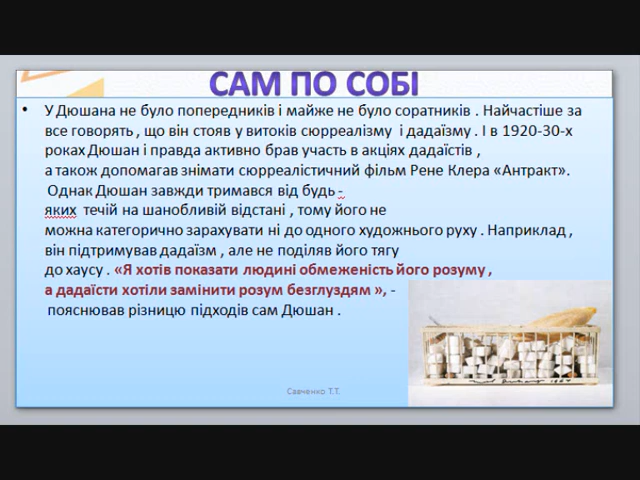 САМ ПО СОБІ
• У Дюшана не було попередників і майже не було соратників . Найчастіше за
все говорять , що він стояв у витоків сюрреалізму і дадаїзму . І в 1920-30-х
роках Дюшан і правда активно брав участь в акціях дадаїстів ,
а також допомагав знімати сюрреалістичний фільм Рене Клера «Антракт».
Однак Дюшан завжди тримався від будь -
яких течій на шанобливій відстані , тому його не
можна категорично зарахувати ні до одного художнього руху . Наприклад ,
він підтримував дадаїзм , але не поділяв його тягу
до хаусу . «Я хотів показати людині обмеженість його розуму ,
а дадаїсти хотіли замінити розум безглуздям », -
пояснював різницю підходів сам Дюшан .
Савченко Т.Т.